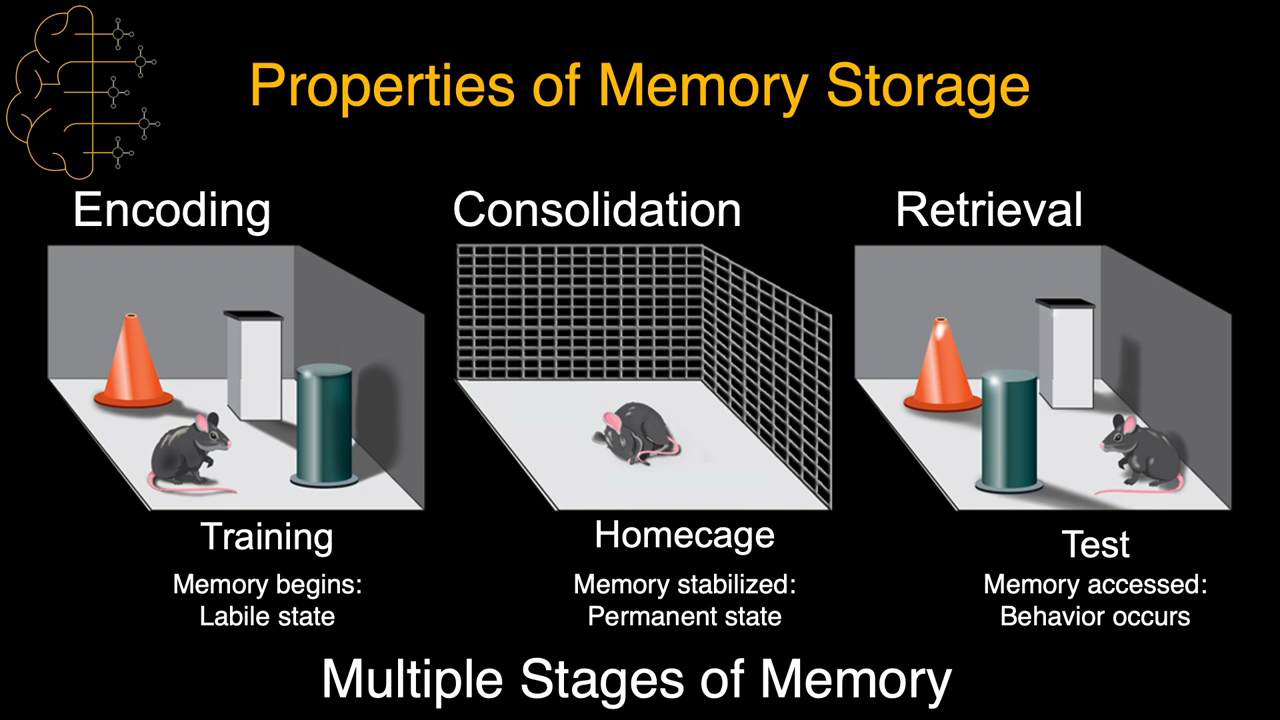 Properties of Memory Storage
Encoding
Consolidation
Retrieval
Training
Homecage
Test
Memory begins:
Labile state
Memory stabilized:
Permanent state
Memory accessed:
Behavior occurs
Multiple Stages of Memory